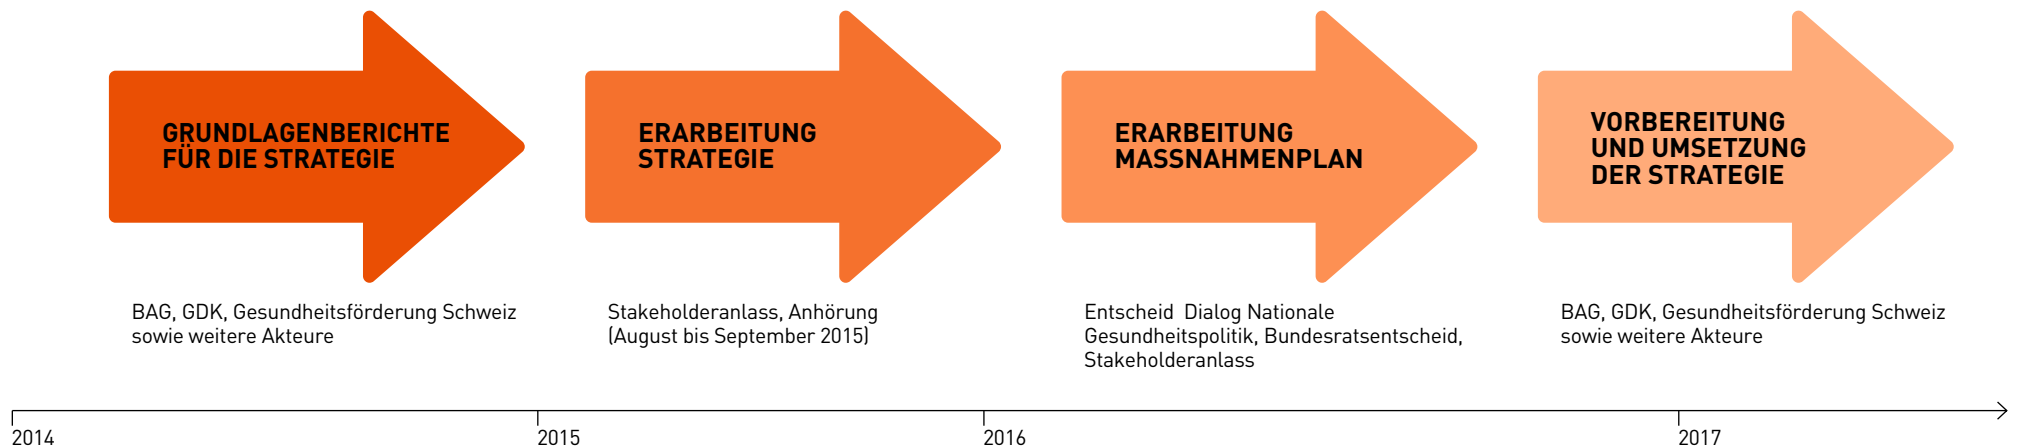 GRUNDLAGENBERICHTE
FÜR DIE STRATEGIE
BAG, GDK, Gesundheitsförderung Schweiz
sowie weitere Akteure
ERARBEITUNG
STRATEGIE
Stakeholderanlass, Anhörung
(August bis September 2015)
ERARBEITUNG
MASSNAHMENPLAN
Entscheid Dialog Nationale
Gesundheitspolitik, Bundesratsentscheid,
Stakeholderanlass
VORBEREITUNG
UND UMSETZUNG
DER STRATEGIE
BAG, GDK, Gesundheitsförderung Schweiz
sowie weitere Akteure
2014
2015
2016
2017